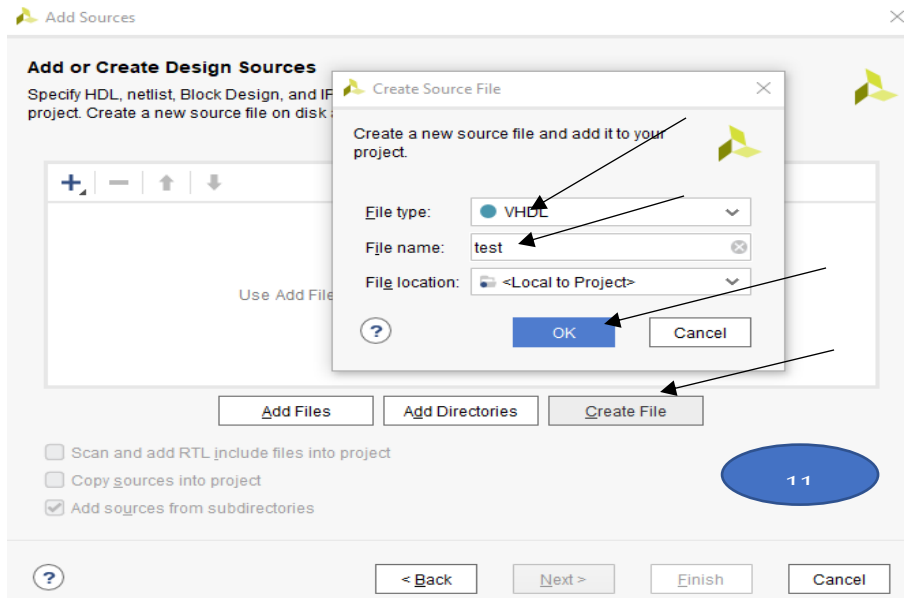 Add Sources
Add or Create Design Sources
Specify HDL, netlist, Block Design, and IP
project. Create a new source file on disk
Create Source File
Create a new source file and add it to your
project.
File type: VHDL
File name: test
File location: <Local to Project>
? OK Cancel
Use Add File
Add Files Add Directories Create File
Scan and add RTL include files into project
Copy sources into project
Add sources from subdirectories
11
? < Back Next > Finish Cancel